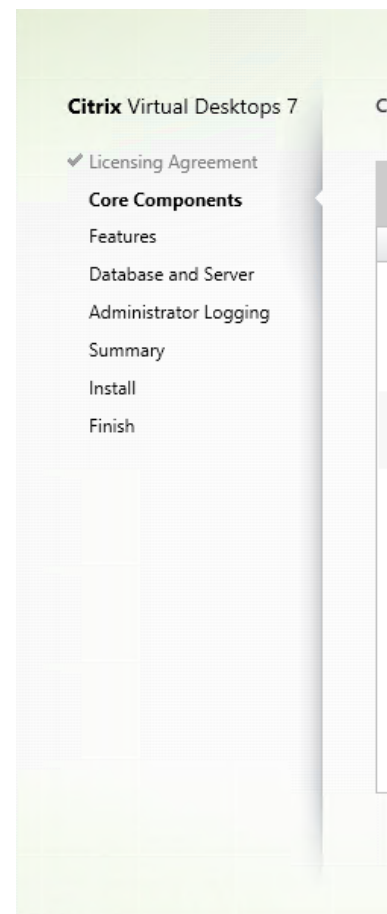 Citrix Virtual Desktops 7
C
Licensing Agreement
Core Components
Features
Database and Server
Administrator Logging
Summary
Install
Finish